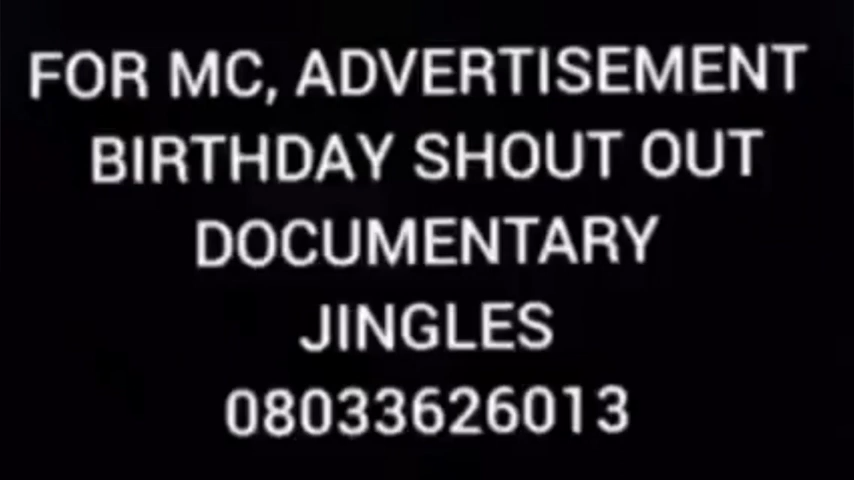 FOR MC, ADVERTISEMENT
BIRTHDAY SHOUT OUT
DOCUMENTARY
JINGLES
08033626013